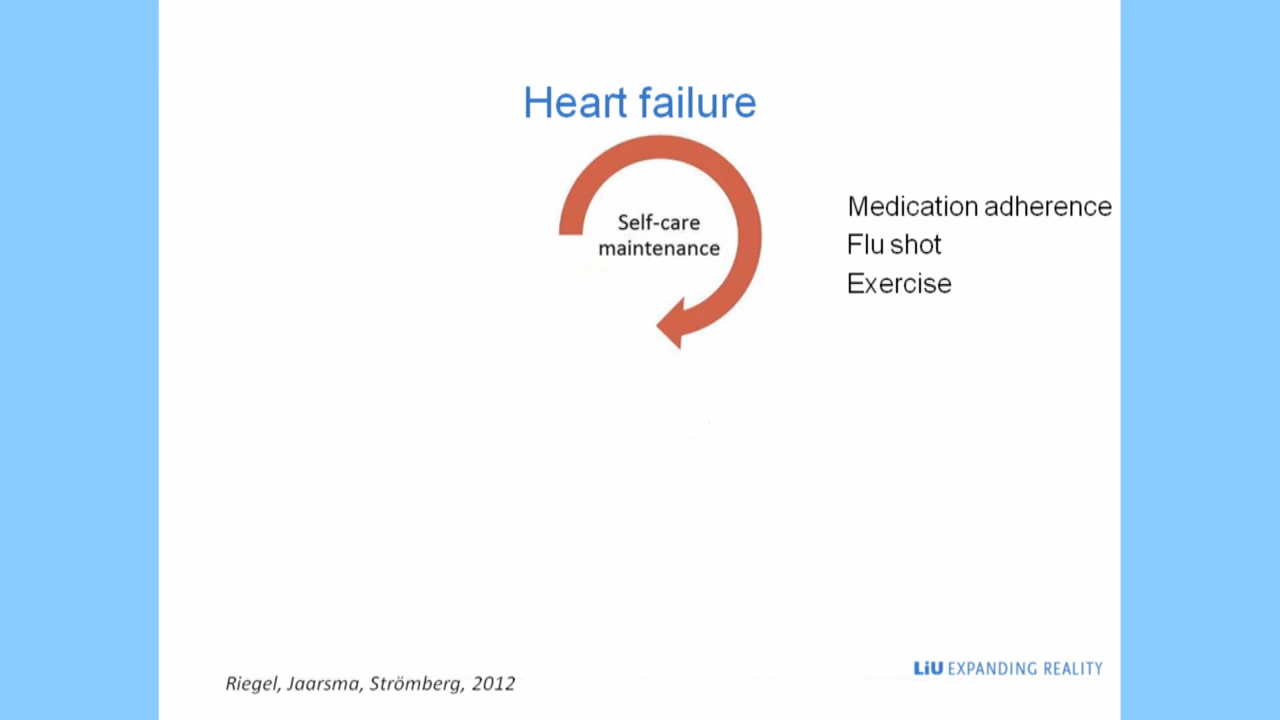 Heart failure
Self-care
maintenance
Medication adherence
Flu shot
Exercise
Riegel, Jaarsma, Strömberg, 2012
LiU EXPANDING REALITY